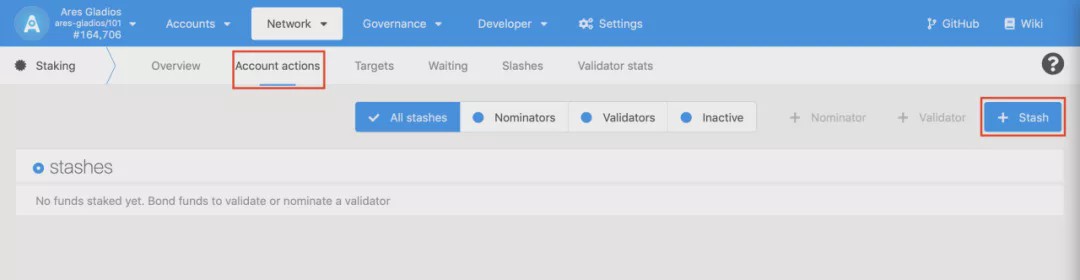 Ares Gladios
ares-gladios/101
#164,706
Accounts
Network
Governance
Developer
Settings
GitHub
Wiki
Staking
Overview
Account actions
Targets
Waiting
Slashes
Validator stats
?
All stashes
Nominators
Validators
Inactive
+ Nominator
+ Validator
+ Stash
stashes
No funds staked yet. Bond funds to validate or nominate a validator